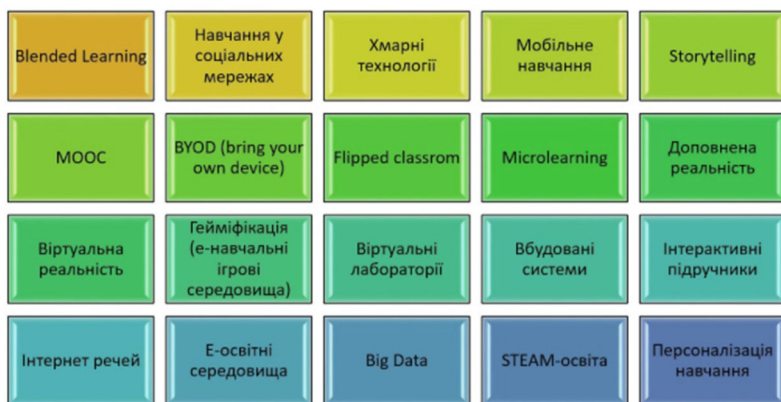 Blended Learning
Навчання у
соціальних
мережах
Хмарні
технології
Мобільне
навчання
Storytelling
MOOC
BYOD (bring your
own device)
Flipped classrom
Microlearning
Доповнена
реальність
Віртуальна
реальність
Гейміфікація
(е-навчальні
ігрові
середовища)
Віртуальні
лабораторії
Вбудовані
системи
Інтерактивні
підручники
Інтернет речей
Е-освітні
середовища
Big Data
STEAM-освіта
Персоналізація
навчання